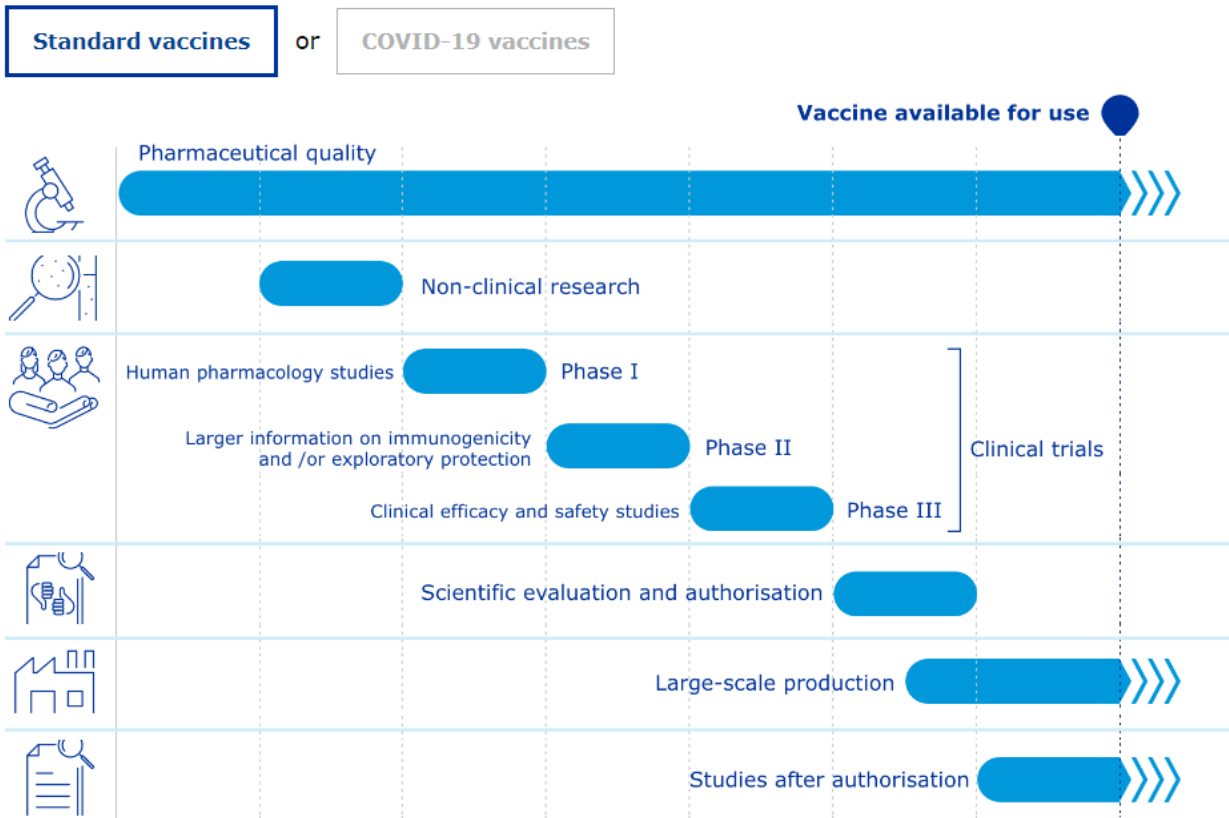 Standard vaccines or COVID-19 vaccines
Vaccine available for use
Pharmaceutical quality
Non-clinical research
Human pharmacology studies
Phase I
Larger information on immunogenicity
and /or exploratory protection
Phase II
Clinical trials
Clinical efficacy and safety studies
Phase III
Scientific evaluation and authorisation
Large-scale production
Studies after authorisation